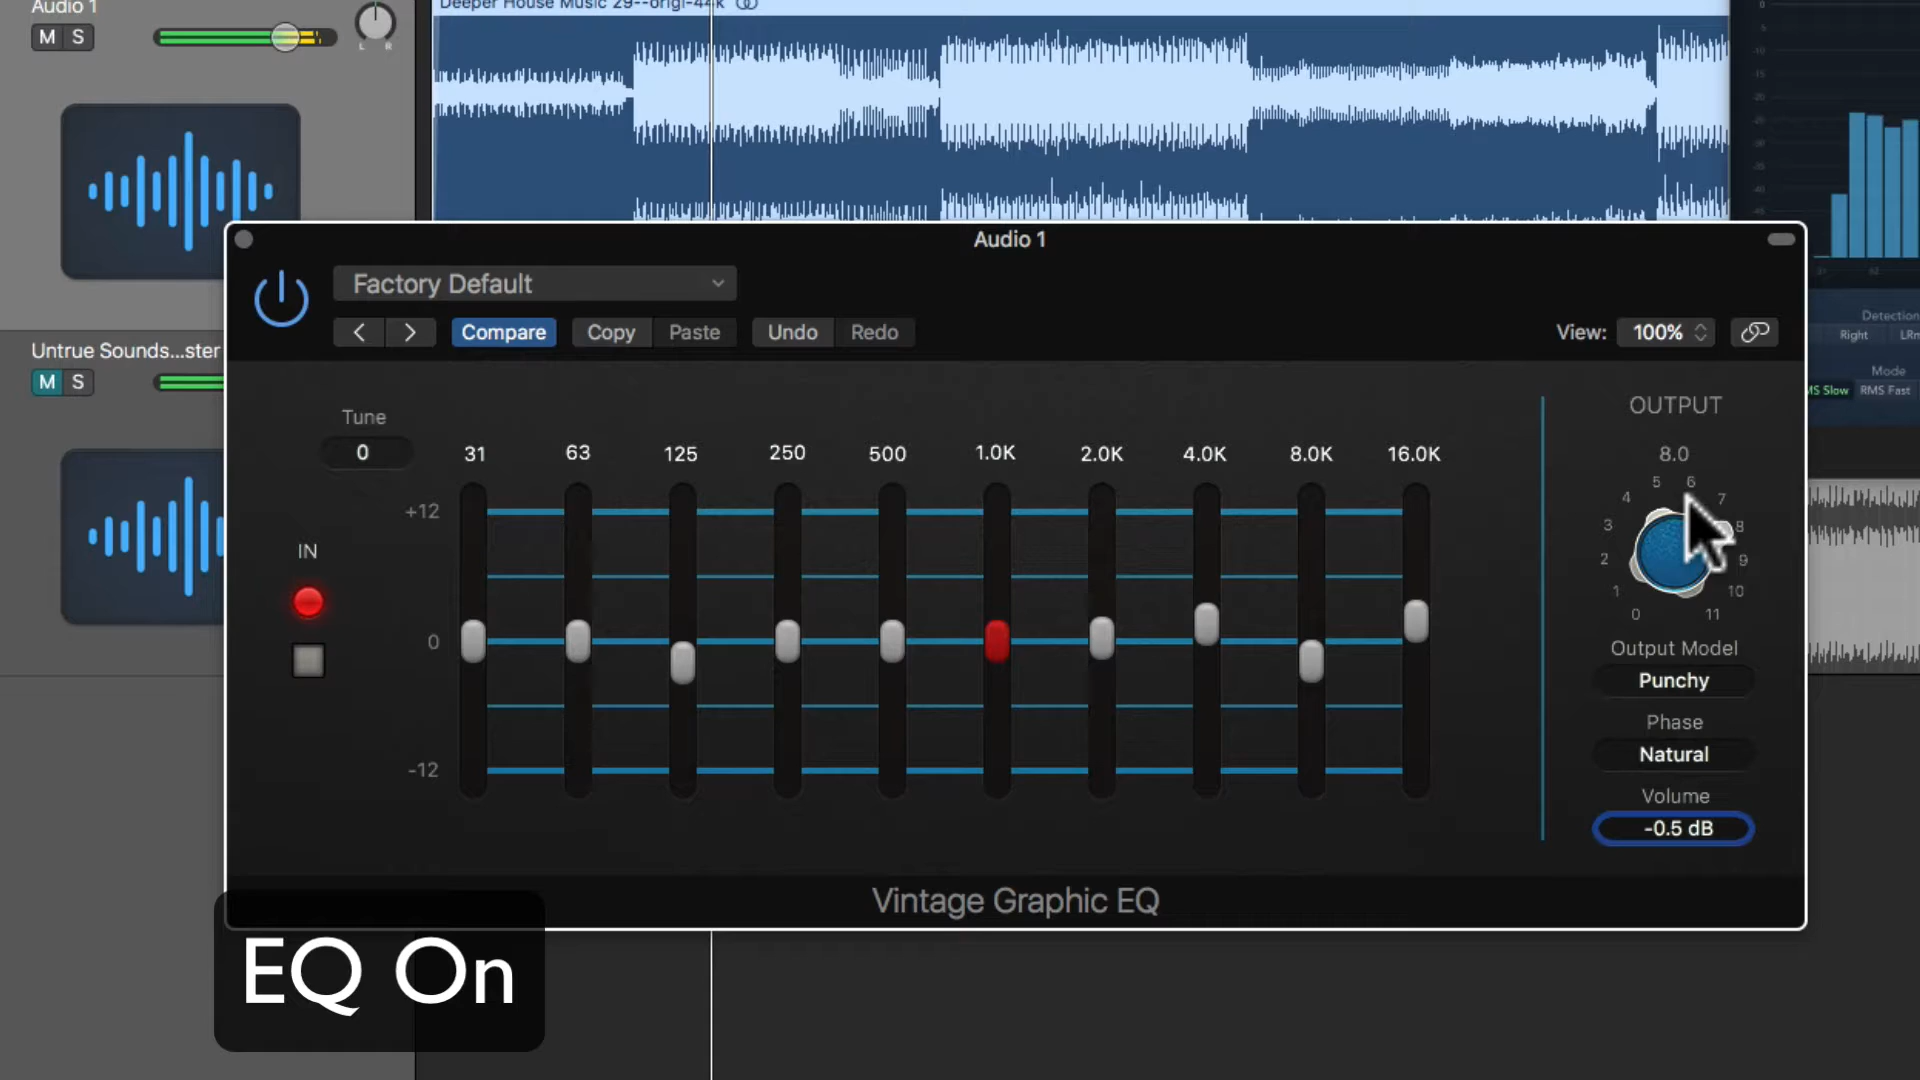 Audio 1
Deeper House Music 29--origi-44k
M S
L R
Audio 1
Factory Default
Compare Copy Paste Undo Redo
View: 100%
Untrue Sounds...ster
M S
Detection
Right
Mode
RMS Fast
Tune
0
31 63 125 250 500 1.0K 2.0K 4.0K 8.0K 16.0K
+12
0
-12
IN
OUTPUT
8.0
0 1 2 3 4 5 6 7 8 9 10 11
Output Model
Punchy
Phase
Natural
Volume
-0.5 dB
Vintage Graphic EQ
EQ On